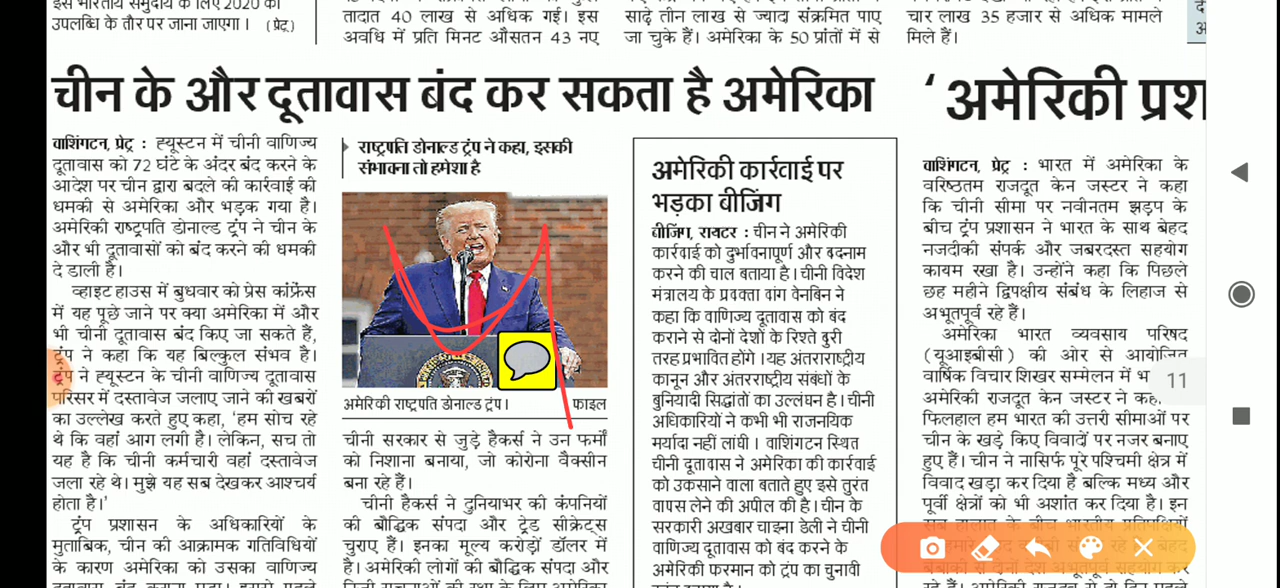 इस भारतीय समुदाय के लिए 2020 की
उपलब्धि के तौर पर जाना जाएगा। (प्रेट्र)
तादात 40 लाख से अधिक गई। इस
अवधि में प्रति मिनट औसतन 43 नए
साढ़े तीन लाख से ज्यादा संक्रमित पाए
जा चुके हैं। अमेरिका के 50 प्रांतों में से
चार लाख 35 हजार से अधिक मामले
मिले हैं।
चीन के और दूतावास बंद कर सकता है अमेरिका
वाशिंगटन, प्रेट्र : ह्यूस्टन में चीनी वाणिज्य
दूतावास को 72 घंटे के अंदर बंद करने के
आदेश पर चीन द्वारा बदले की कार्रवाई की
धमकी से अमेरिका और भड़क गया है।
अमेरिकी राष्ट्रपति डोनाल्ड ट्रंप ने चीन के
और भी दूतावासों को बंद करने की धमकी
दे डाली है।
व्हाइट हाउस में बुधवार को प्रेस कांफ्रेंस
में यह पूछे जाने पर क्या अमेरिका में और
भी चीनी दूतावास बंद किए जा सकते हैं,
ट्रंप ने कहा कि यह बिल्कुल संभव है।
ट्रंप ने ह्यूस्टन के चीनी वाणिज्य दूतावास
परिसर में दस्तावेज जलाए जाने की खबरों
का उल्लेख करते हुए कहा, 'हम सोच रहे
थे कि वहां आग लगी है। लेकिन, सच तो
यह है कि चीनी कर्मचारी वहां दस्तावेज
जला रहे थे। मुझे यह सब देखकर आश्चर्य
होता है।'
ट्रंप प्रशासन के अधिकारियों के
मुताबिक, चीन की आक्रामक गतिविधियों
के कारण अमेरिका को उसका वाणिज्य
राष्ट्रपति डोनाल्ड ट्रंप ने कहा, इसकी
संभावना तो हमेशा है
अमेरिकी राष्ट्रपति डोनाल्ड ट्रंप। फाइल
चीनी सरकार से जुड़े हैकर्स ने उन फर्मों
को निशाना बनाया, जो कोरोना वैक्सीन
बना रहे हैं।
चीनी हैकर्स ने दुनियाभर की कंपनियों
की बौद्धिक संपदा और ट्रेड सीक्रेट्स
चुराए हैं। इनका मूल्य करोड़ों डॉलर में
है। अमेरिकी लोगों की बौद्धिक संपदा और
अमेरिकी कार्रवाई पर
भड़का बीजिंग
बीजिंग, रायटर : चीन ने अमेरिकी
कार्रवाई को दुर्भावनापूर्ण और बदनाम
करने की चाल बताया है। चीनी विदेश
मंत्रालय के प्रवक्ता वांग वेनबिन ने
कहा कि वाणिज्य दूतावास को बंद
कराने से दोनों देशों के रिश्ते बुरी
तरह प्रभावित होंगे। यह अंतरराष्ट्रीय
कानून और अंतरराष्ट्रीय संबंधों के
बुनियादी सिद्धांतों का उल्लंघन है। चीनी
अधिकारियों ने कभी भी राजनयिक
मर्यादा नहीं लांघी। वाशिंगटन स्थित
चीनी दूतावास ने अमेरिका की कार्रवाई
को उकसाने वाला बताते हुए इसे तुरंत
वापस लेने की अपील की है। चीन के
सरकारी अखबार चाइना डेली ने चीनी
वाणिज्य दूतावास को बंद करने के
अमेरिकी फरमान को ट्रंप का चुनावी
' अमेरिकी प्रश
वाशिंगटन, प्रेट्र : भारत में अमेरिका के
वरिष्ठतम राजदूत केन जस्टर ने कहा
कि चीनी सीमा पर नवीनतम झड़प के
बीच ट्रंप प्रशासन ने भारत के साथ बेहद
नजदीकी संपर्क और जबरदस्त सहयोग
कायम रखा है। उन्होंने कहा कि पिछले
छह महीने द्विपक्षीय संबंध के लिहाज से
अभूतपूर्व रहे हैं।
अमेरिका भारत व्यवसाय परिषद
(यूआइबीसी) की ओर से आयोजित
वार्षिक विचार शिखर सम्मेलन में
अमेरिकी राजदूत केन जस्टर ने
फिलहाल हम भारत की उत्तरी सीमाओं पर
चीन के खड़े किए विवादों पर नजर बनाए
हुए हैं। चीन ने नासिर्फ पूरे पश्चिमी क्षेत्र में
विवाद खड़ा कर दिया है बल्कि मध्य और
पूर्वी क्षेत्रों को भी अशांत कर दिया है। इन
11